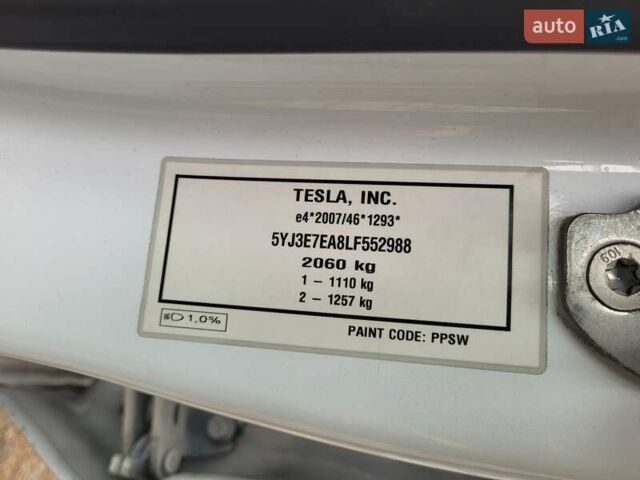 auto RIA.com
TESLA, INC.
e4*2007/46*1293*
5YJ3E7EA8LF552988
2060 kg
1 – 1110 kg
2 – 1257 kg
1,0%
PAINT CODE: PPSW
109